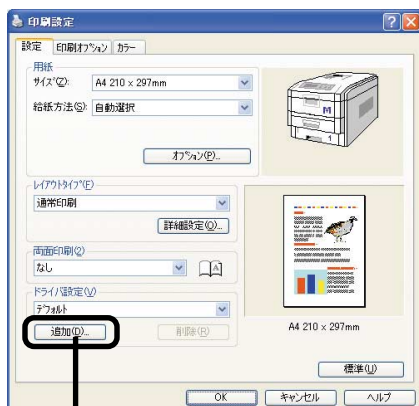 印刷設定
設定 印刷オプション カラー
用紙
サイズ(Z): A4 210 x 297mm
給紙方法(S): 自動選択
オプション(P)...
レイアウトタイプ(F)
通常印刷
詳細設定(O)...
両面印刷(2)
なし
ドライバ設定(V)
デフォルト
追加(D)... 削除(R)
A4 210 x 297mm
標準(U)
OK キャンセル ヘルプ